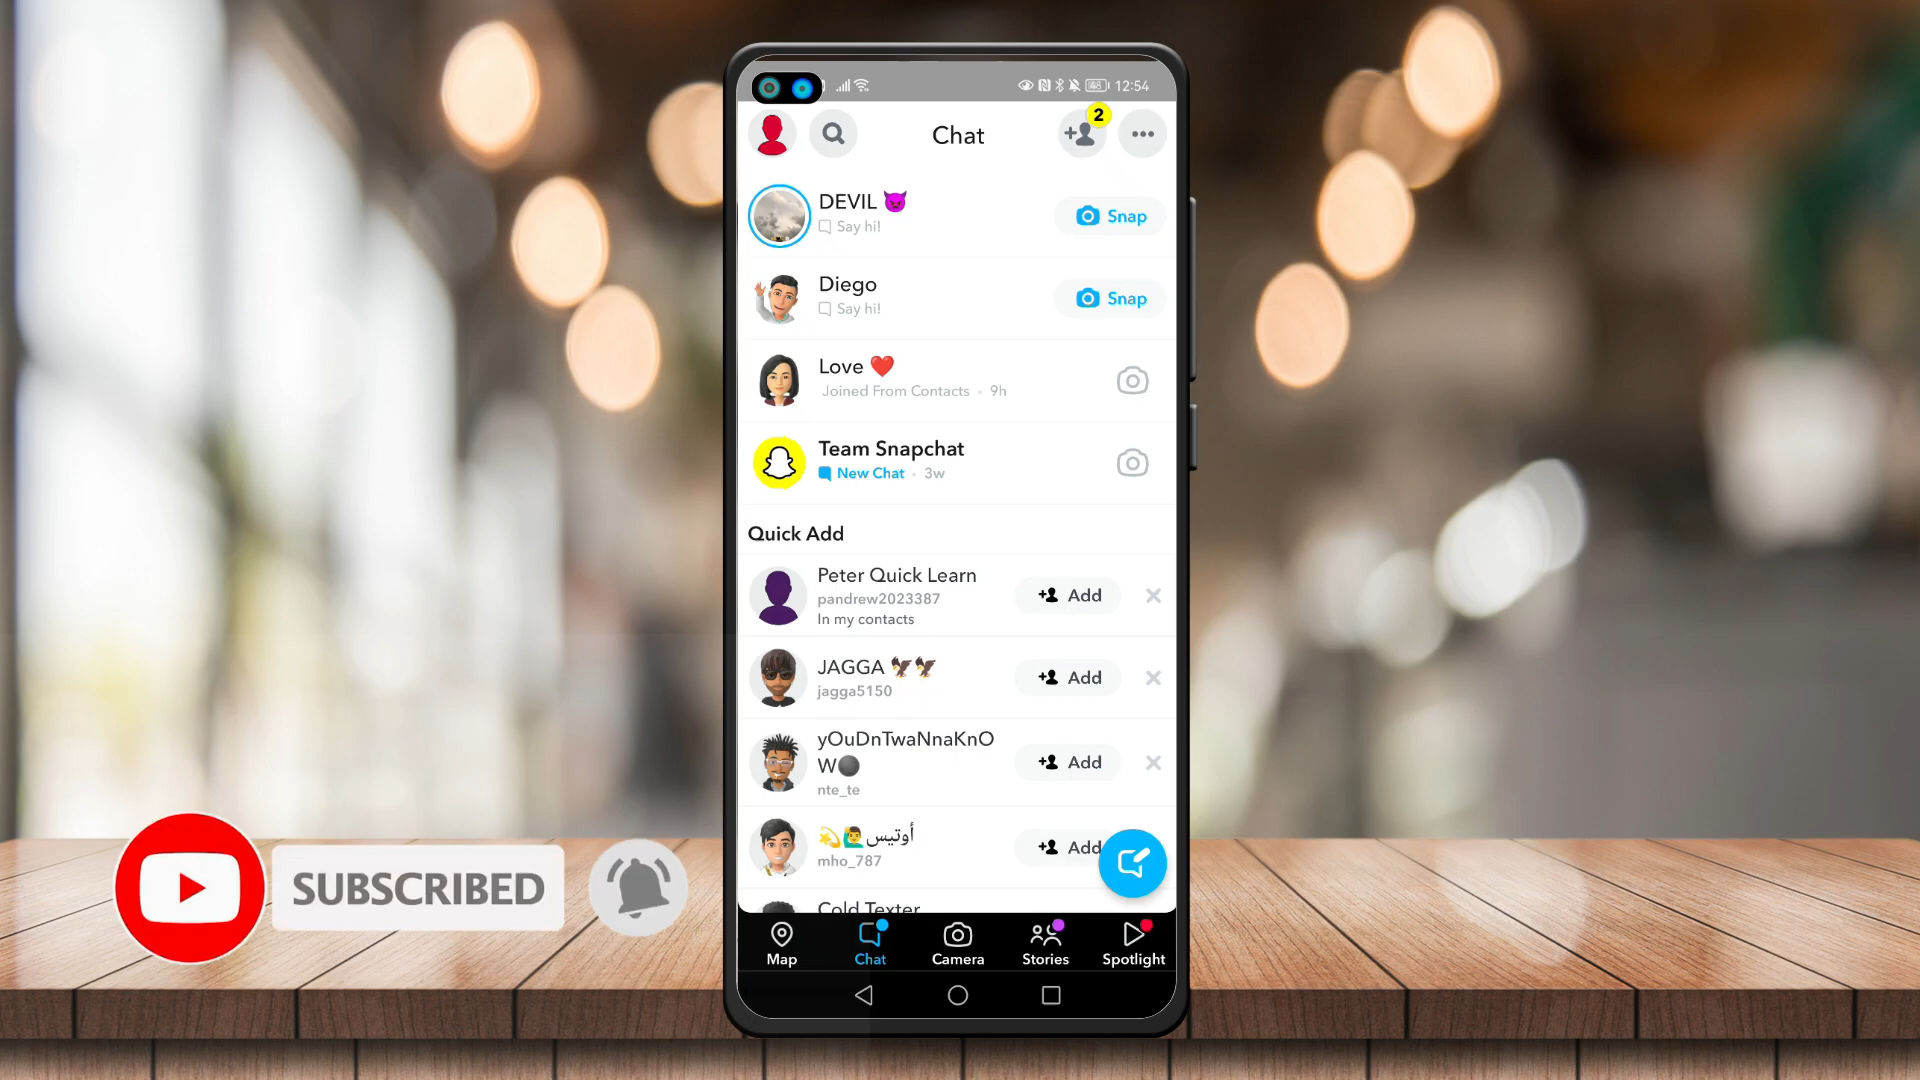 48 12:54
2
Chat
DEVIL 😈
Say hi!
Snap
Diego
Say hi!
Snap
Love ❤️
Joined From Contacts • 9h
Team Snapchat
New Chat • 3w
Quick Add
Peter Quick Learn
pandrew2023387
In my contacts
Add
JAGGA 🦅🦅
jagga5150
Add
yOuDnTwaNnaKnO
W🌑
nte_te
Add
أوتيس🙋‍♂️💫
mho_787
Add
Cold Texter
Map
Chat
Camera
Stories
Spotlight
SUBSCRIBED